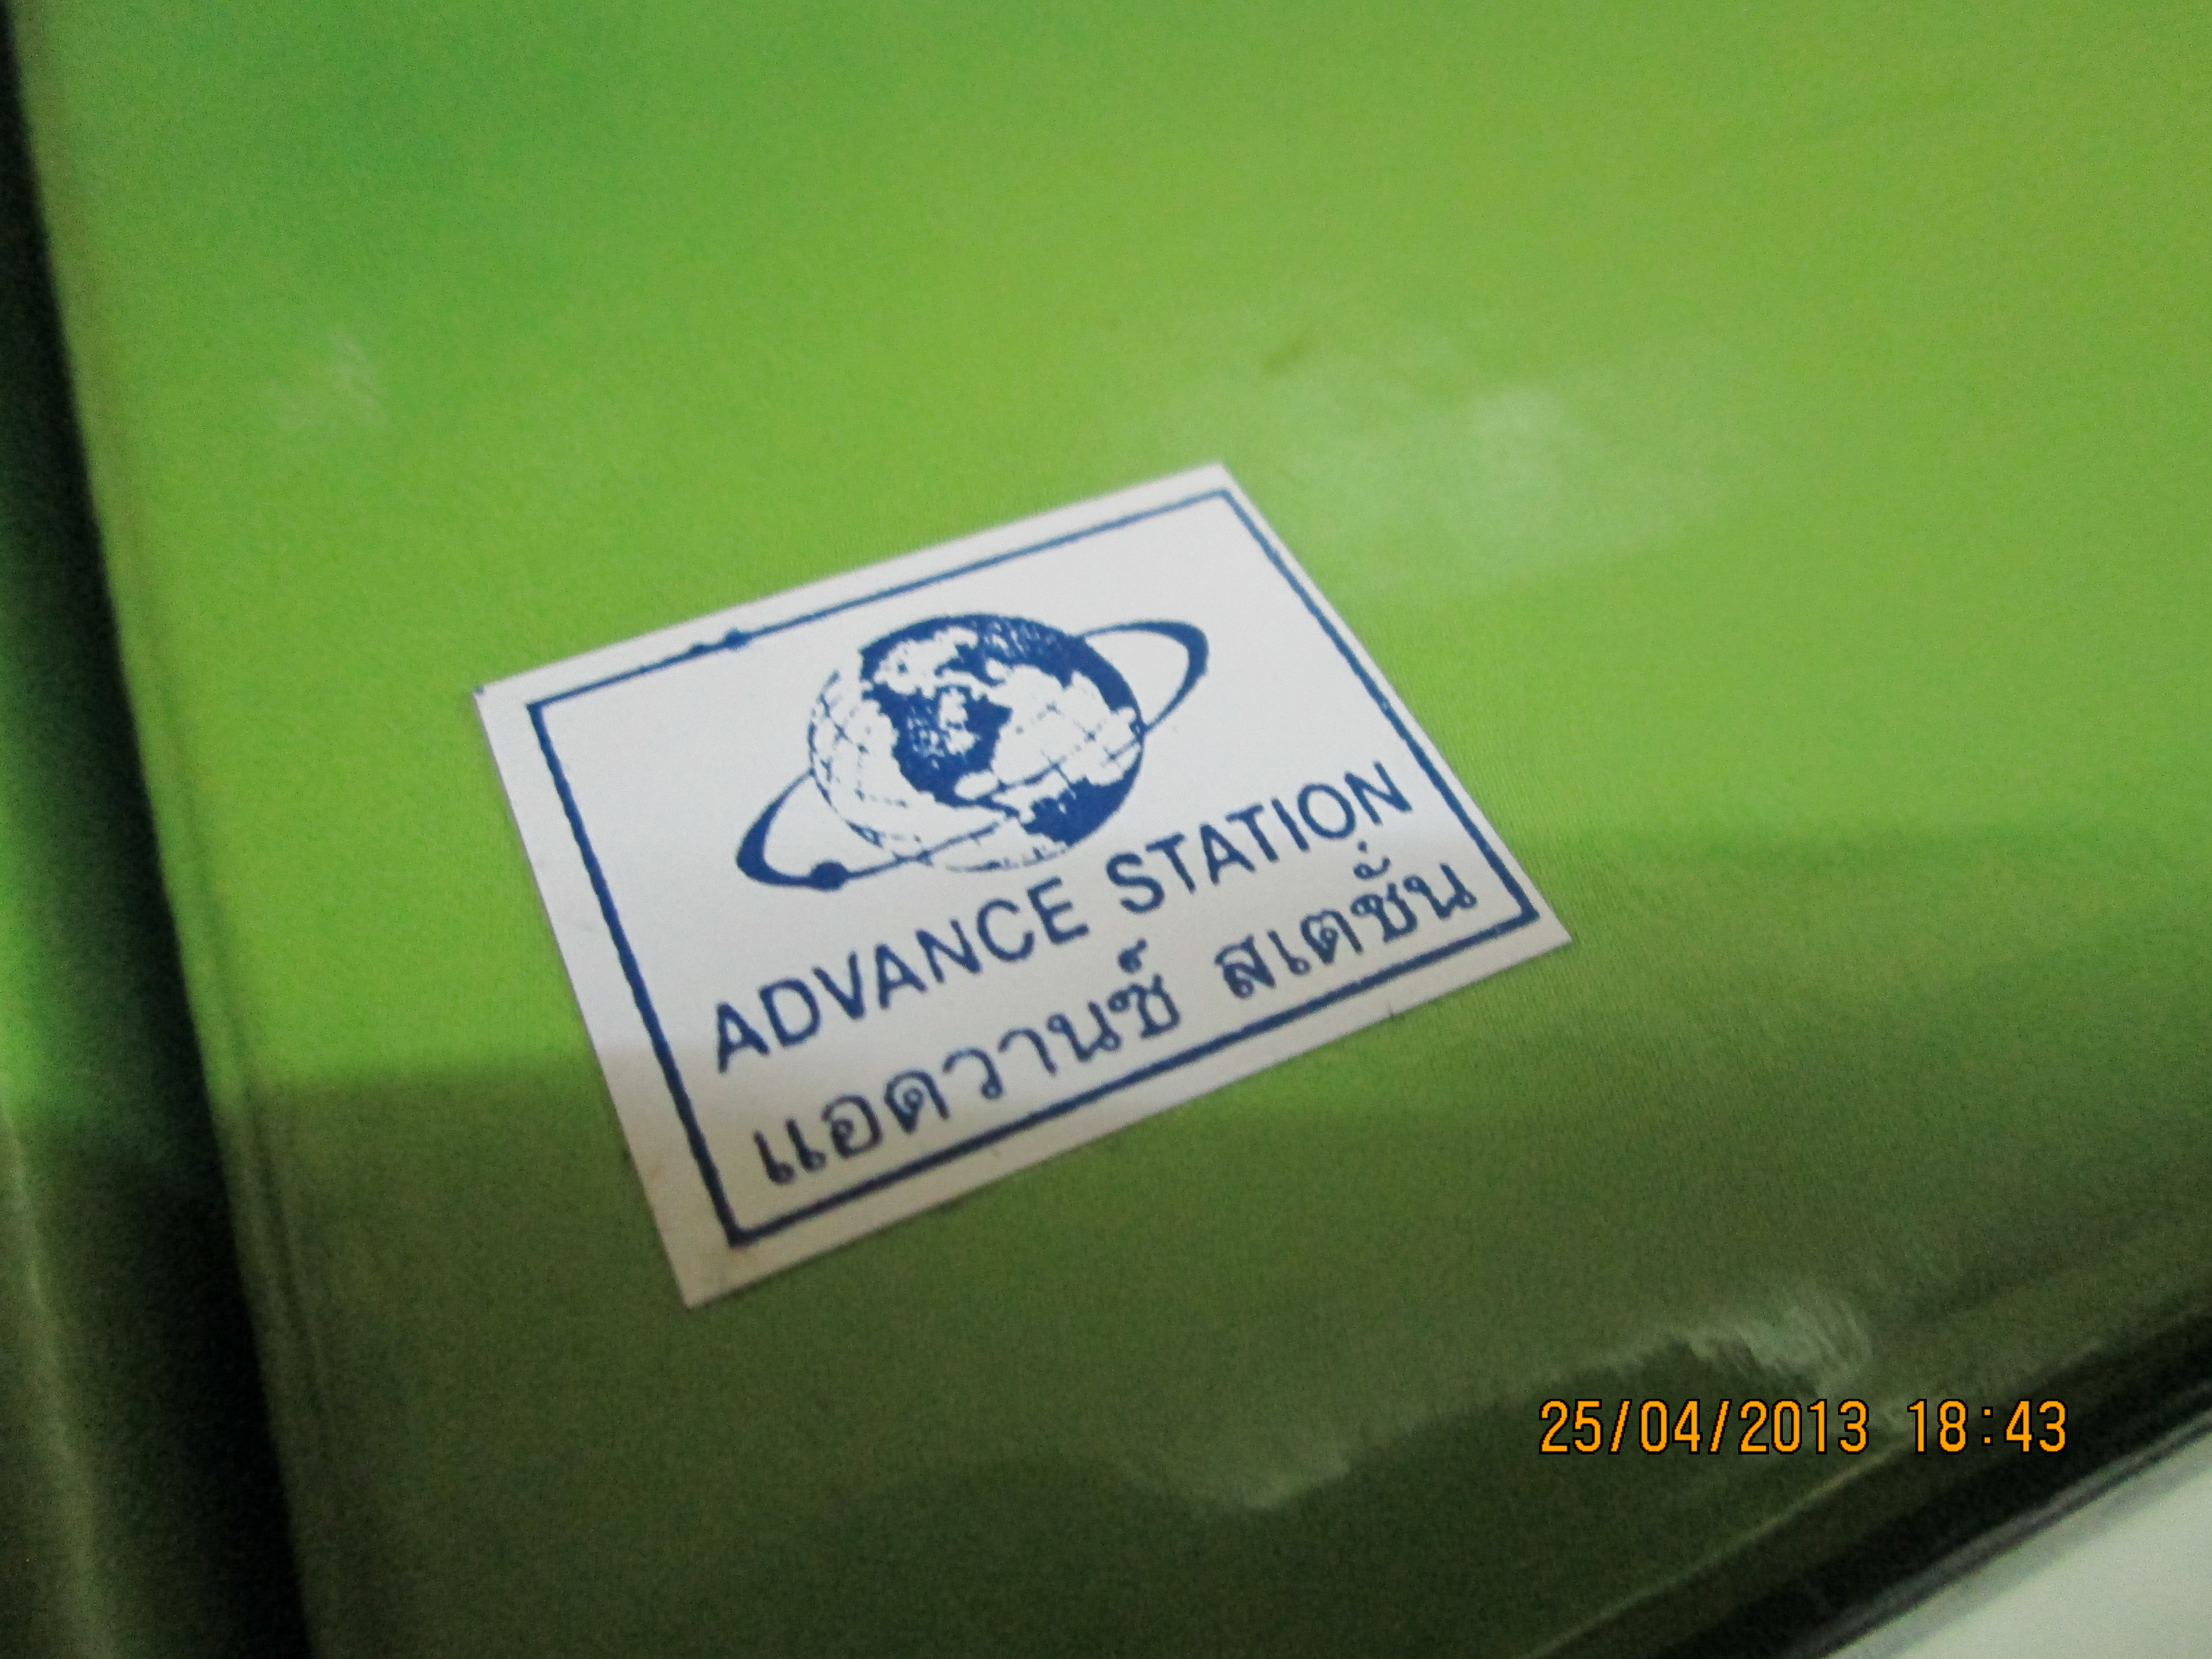 ADVANCE STATION
แอดวานซ์ สเตชั่น
25/04/2013 18:43